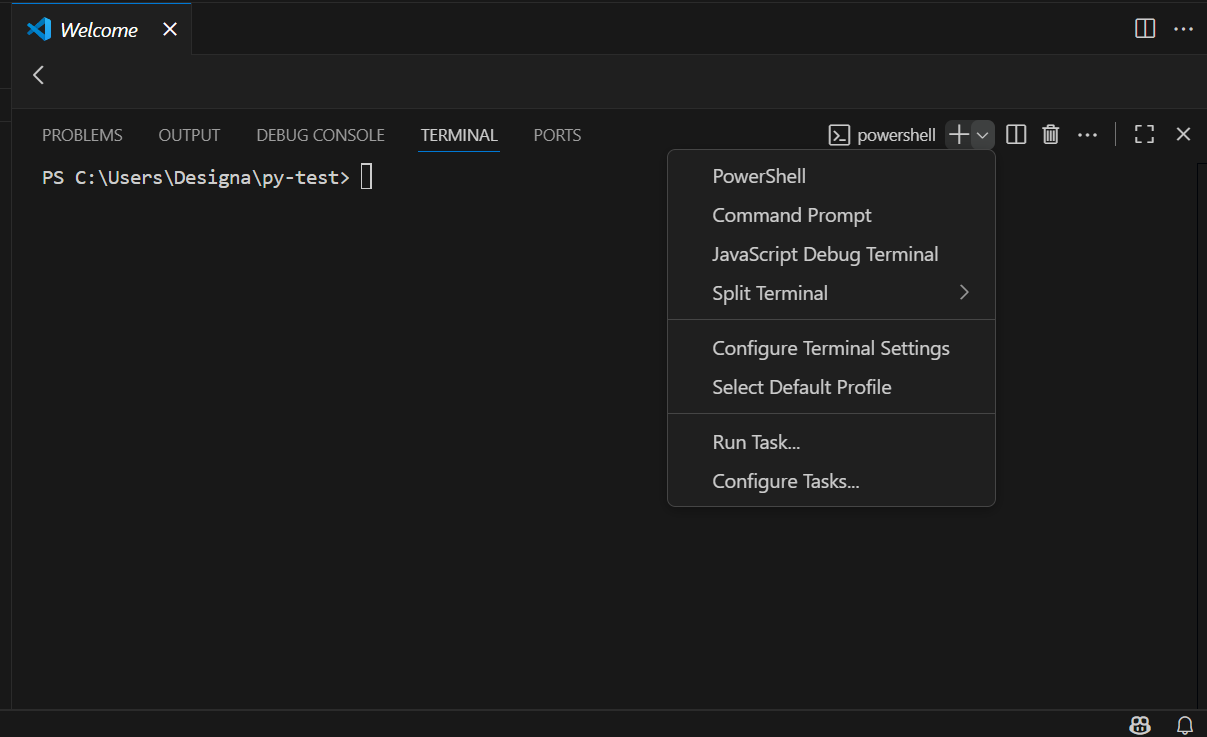 Welcome
PROBLEMS OUTPUT DEBUG CONSOLE TERMINAL PORTS powershell
PS C:\Users\Designa\py-test>
PowerShell
Command Prompt
JavaScript Debug Terminal
Split Terminal
Configure Terminal Settings
Select Default Profile
Run Task...
Configure Tasks...